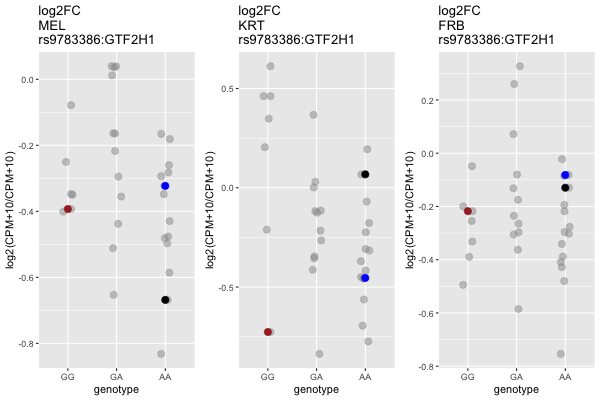 log2FC
MEL
rs9783386:GTF2H1
log2(CPM+10/CPM+10)
0.0
-0.2
-0.4
-0.6
-0.8
GG GA AA
genotype
log2FC
KRT
rs9783386:GTF2H1
log2(CPM+10/CPM+10)
0.5
0.0
-0.5
GG GA AA
genotype
log2FC
FRB
rs9783386:GTF2H1
log2(CPM+10/CPM+10)
0.2
0.0
-0.2
-0.4
-0.6
-0.8
GG GA AA
genotype